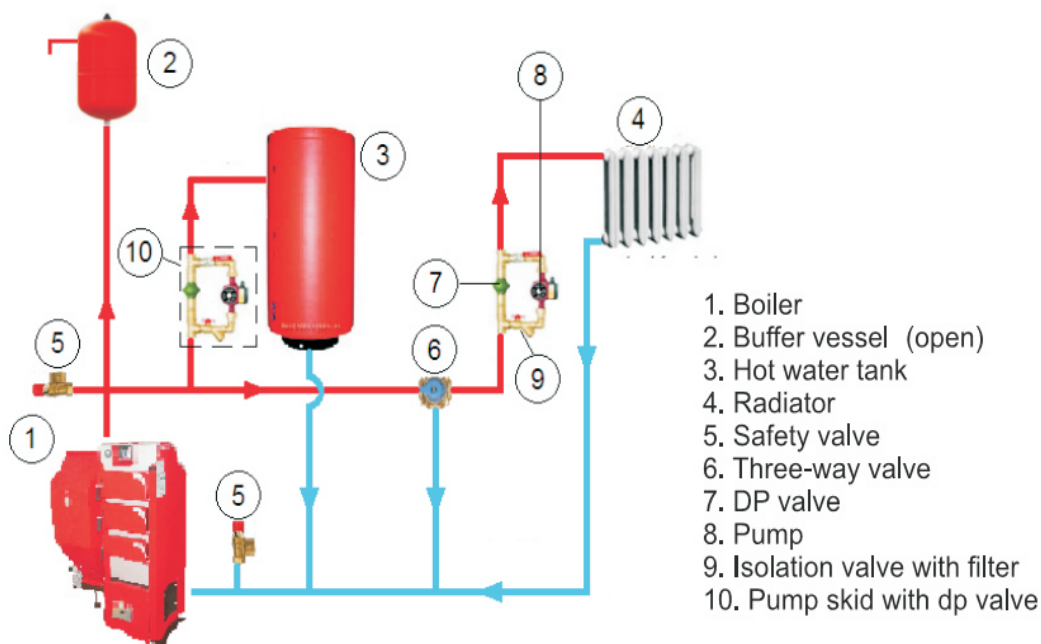 2
8
4
3
10
7
5
6
9
1
5
1. Boiler
2. Buffer vessel (open)
3. Hot water tank
4. Radiator
5. Safety valve
6. Three-way valve
7. DP valve
8. Pump
9. Isolation valve with filter
10. Pump skid with dp valve